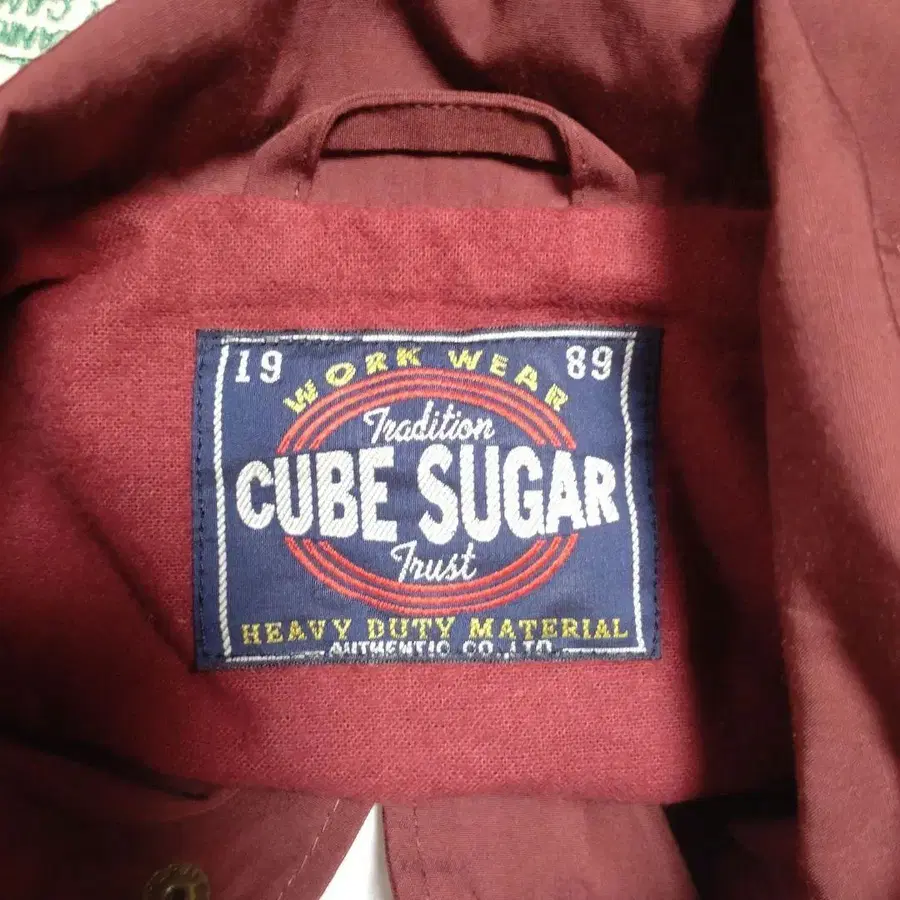 19 WORK WEAR 89
Tradition
CUBE SUGAR
Trust
HEAVY DUTY MATERIAL
AUTHENTIC CO.,LTD.